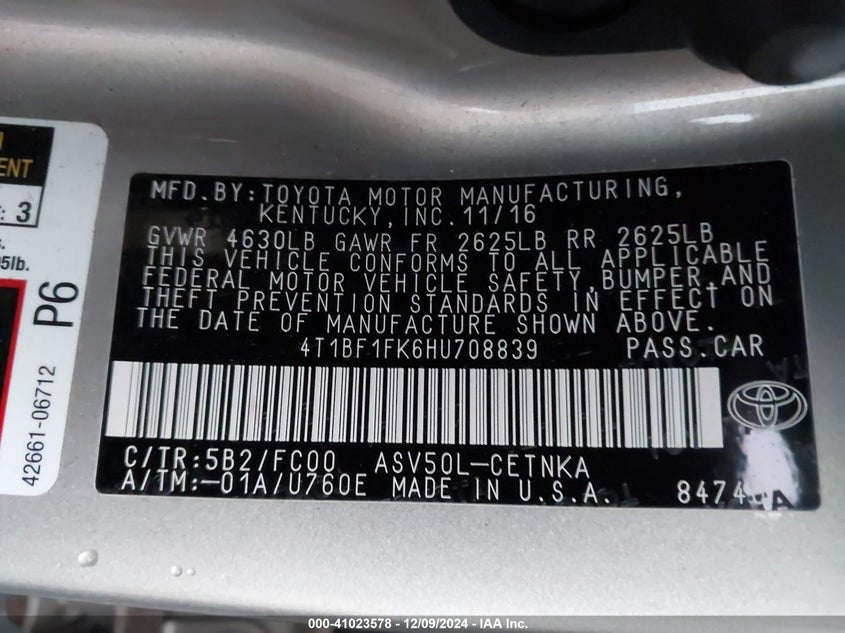 MFD.BY:TOYOTA MOTOR MANUFACTURING,
KENTUCKY,INC.11/16
GVWR 4630LB GAWR FR 2625LB RR 2625LB
THIS VEHICLE CONFORMS TO ALL APPLICABLE
FEDERAL MOTOR VEHICLE SAFETY,BUMPER,AND
THEFT PREVENTION STANDARDS IN EFFECT ON
THE DATE OF MANUFACTURE SHOWN ABOVE.
4T1BF1FK6HU708839 PASS.CAR
C/TR:5B2/FC00 ASV50L-CETNKA
A/TM:-01A/U760E MADE IN U.S.A.
3
P6
42661-06712
000-41023578 - 12/09/2024 - IAA Inc.